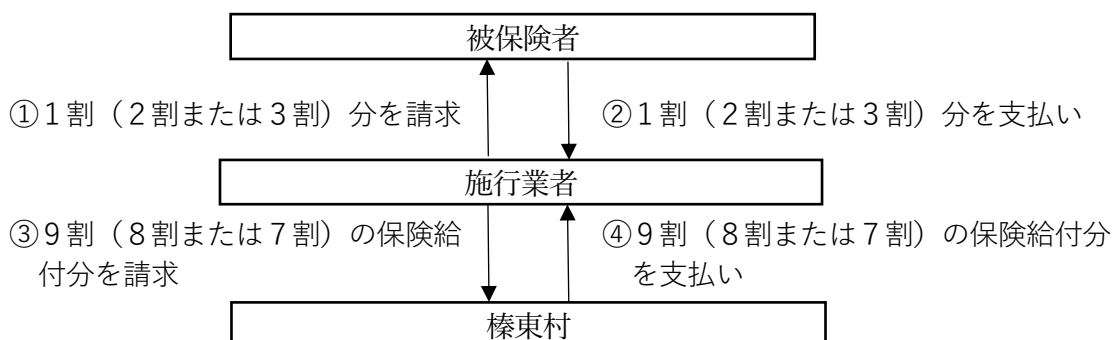 被保険者
①１割（２割または３割）分を請求
②１割（２割または３割）分を支払い
施行業者
③９割（８割または７割）の保険給
付分を請求
④９割（８割または７割）の保険給付分
を支払い
榛東村